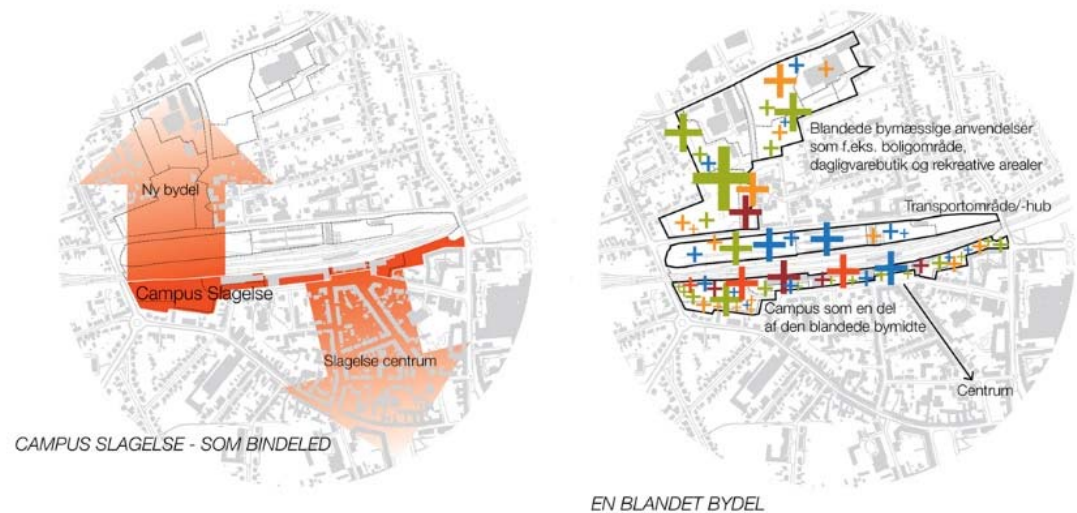 Ny bydel
Campus Slagelse
Slagelse centrum
CAMPUS SLAGELSE - SOM BINDELED
Blandede bymæssige anvendelser
som f.eks. boligområde,
dagligvarebutik og rekreative arealer
Transportområde/-hub
Campus som en del
af den blandede bymidte
Centrum
EN BLANDET BYDEL